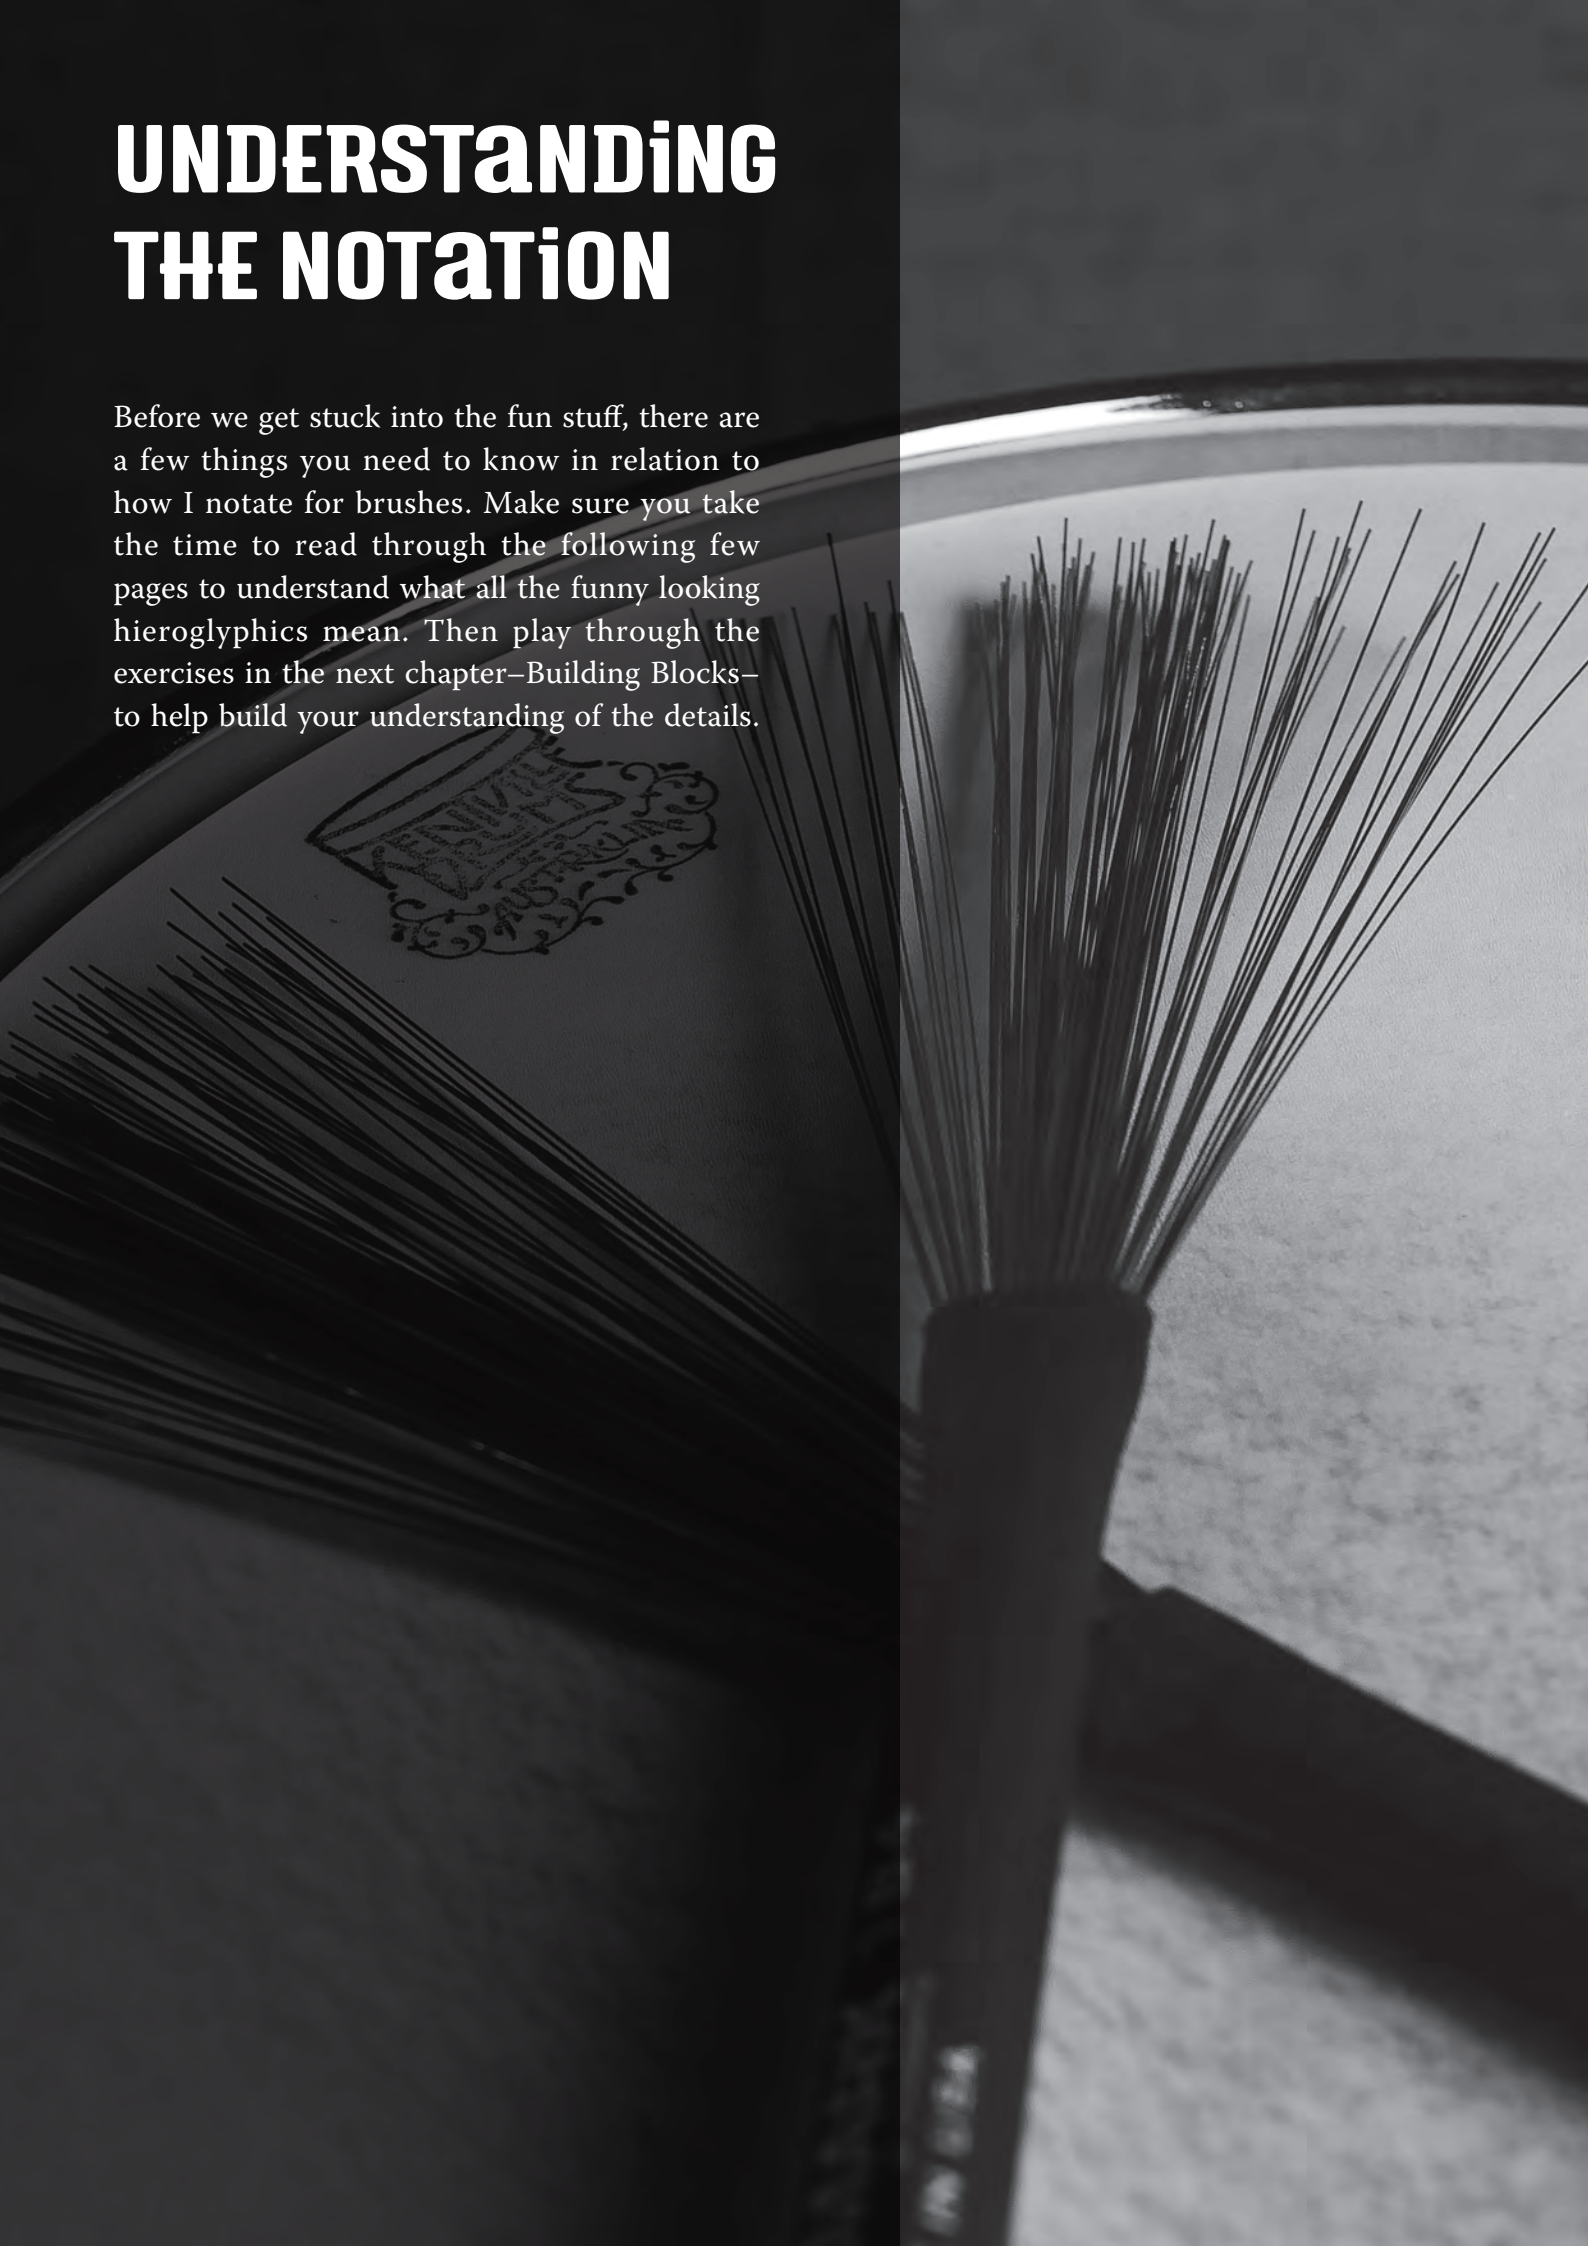 UNDERSTaNDiNG
THE NOTaTiON
Before we get stuck into the fun stuff, there are
a few things you need to know in relation to
how I notate for brushes. Make sure you take
the time to read through the following few
pages to understand what all the funny looking
hieroglyphics mean. Then play through the
exercises in the next chapter–Building Blocks–
to help build your understanding of the details.